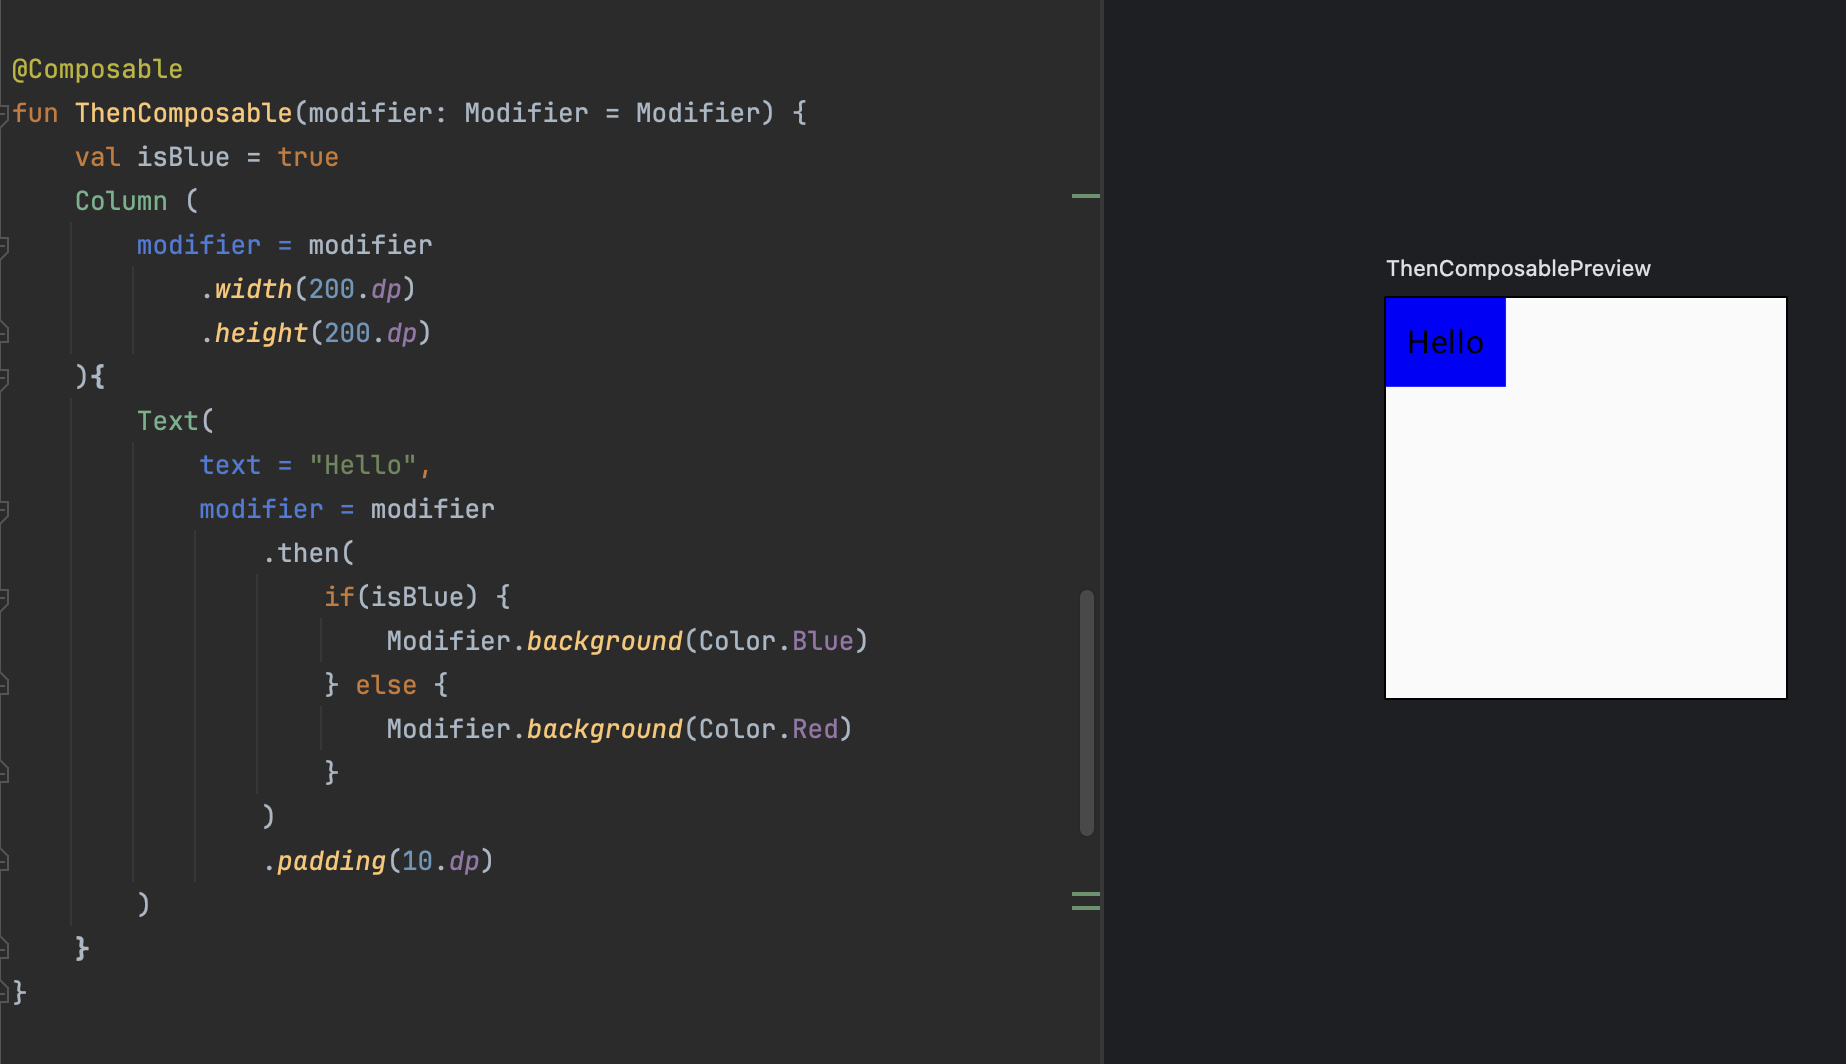 @Composable
fun ThenComposable(modifier: Modifier = Modifier) {
    val isBlue = true
    Column (
        modifier = modifier
            .width(200.dp)
            .height(200.dp)
    ){
        Text(
            text = "Hello",
            modifier = modifier
                .then(
                    if(isBlue) {
                        Modifier.background(Color.Blue)
                    } else {
                        Modifier.background(Color.Red)
                    }
                )
                .padding(10.dp)
        )
    }
}
ThenComposablePreview
Hello